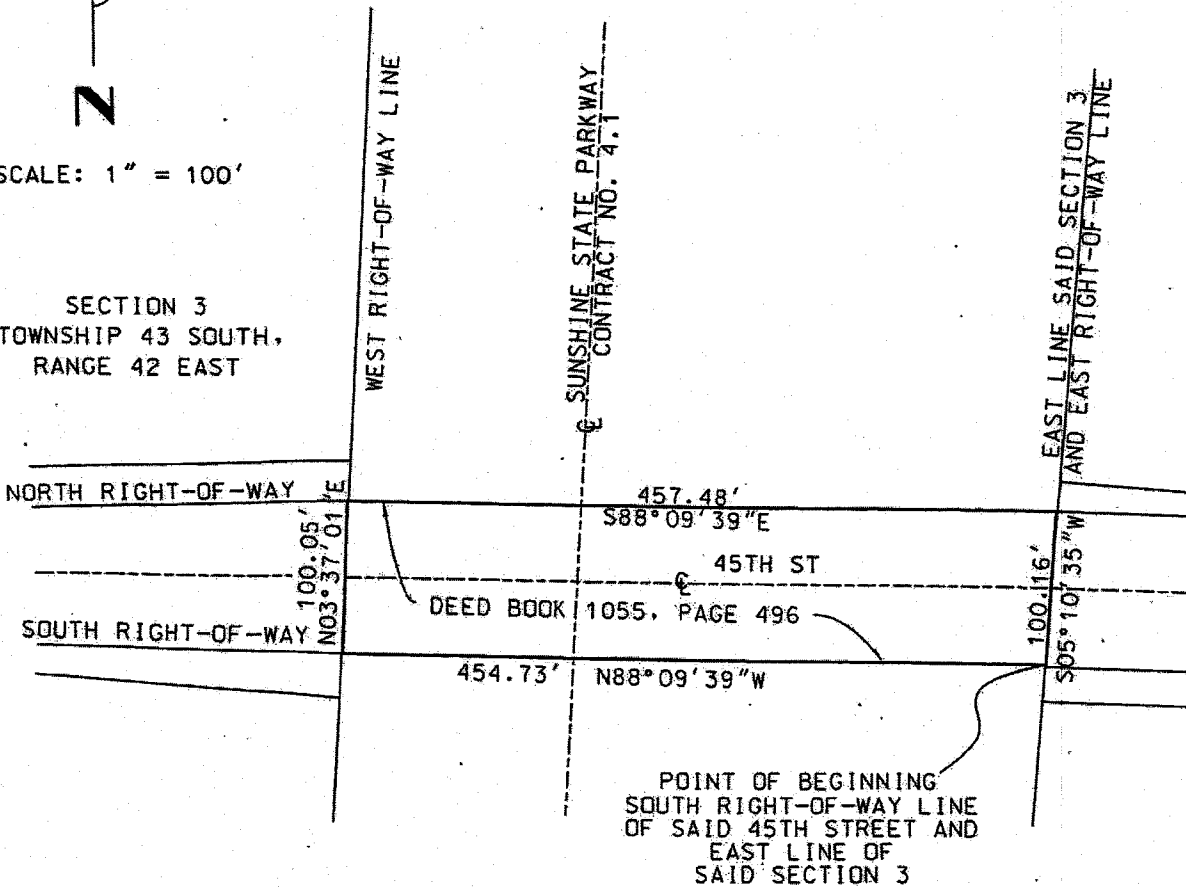 N
SCALE: 1" = 100'
SECTION 3
TOWNSHIP 43 SOUTH,
RANGE 42 EAST
WEST RIGHT-OF-WAY LINE
SUNSHINE STATE PARKWAY
CONTRACT NO. 4.1
℄
EAST LINE SAID SECTION 3
AND EAST RIGHT-OF-WAY LINE
NORTH RIGHT-OF-WAY
100.05'
N03°37'01"E
457.48'
S88°09'39"E
45TH ST
℄
DEED BOOK 1055, PAGE 496
100.16'
S05°10'35"W
SOUTH RIGHT-OF-WAY
454.73' N88°09'39"W
POINT OF BEGINNING
SOUTH RIGHT-OF-WAY LINE
OF SAID 45TH STREET AND
EAST LINE OF
SAID SECTION 3